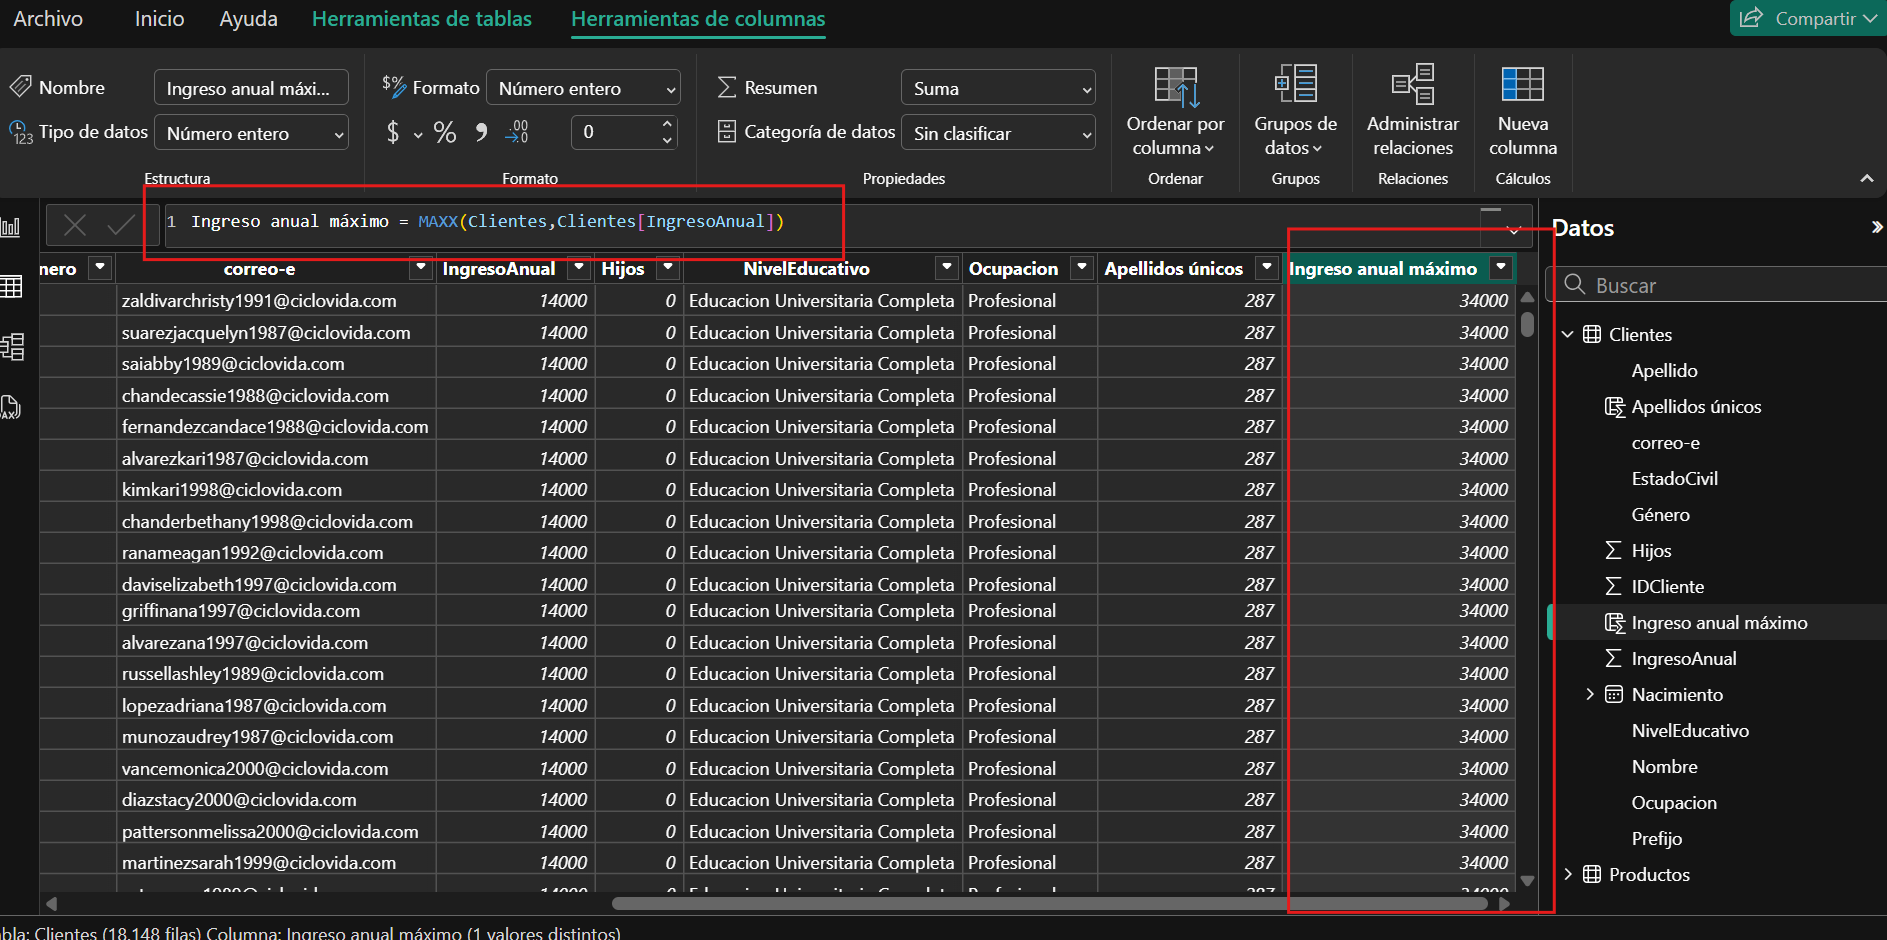 Archivo Inicio Ayuda Herramientas de tablas Herramientas de columnas Compartir
Nombre Ingreso anual máxi... $% Formato Número entero Resumen Suma
Tipo de datos Número entero $ % 0 Categoría de datos Sin clasificar
Ordenar por columna
Grupos de datos
Administrar relaciones
Nueva columna
Estructura Formato Propiedades Ordenar Grupos Relaciones Cálculos
1 Ingreso anual máximo = MAXX(Clientes,Clientes[IngresoAnual])
nero correo-e IngresoAnual Hijos NivelEducativo Ocupacion Apellidos únicos Ingreso anual máximo
zaldivarchristy1991@ciclovida.com 14000 0 Educacion Universitaria Completa Profesional 287 34000
suarezjacquelyn1987@ciclovida.com 14000 0 Educacion Universitaria Completa Profesional 287 34000
saiabby1989@ciclovida.com 14000 0 Educacion Universitaria Completa Profesional 287 34000
chandecassie1988@ciclovida.com 14000 0 Educacion Universitaria Completa Profesional 287 34000
fernandezcandace1988@ciclovida.com 14000 0 Educacion Universitaria Completa Profesional 287 34000
alvarezkari1987@ciclovida.com 14000 0 Educacion Universitaria Completa Profesional 287 34000
kimkari1998@ciclovida.com 14000 0 Educacion Universitaria Completa Profesional 287 34000
chanderbethany1998@ciclovida.com 14000 0 Educacion Universitaria Completa Profesional 287 34000
ranameagan1992@ciclovida.com 14000 0 Educacion Universitaria Completa Profesional 287 34000
daviselizabeth1997@ciclovida.com 14000 0 Educacion Universitaria Completa Profesional 287 34000
griffinana1997@ciclovida.com 14000 0 Educacion Universitaria Completa Profesional 287 34000
alvarezana1997@ciclovida.com 14000 0 Educacion Universitaria Completa Profesional 287 34000
russellashley1989@ciclovida.com 14000 0 Educacion Universitaria Completa Profesional 287 34000
lopezadriana1987@ciclovida.com 14000 0 Educacion Universitaria Completa Profesional 287 34000
munozaudrey1987@ciclovida.com 14000 0 Educacion Universitaria Completa Profesional 287 34000
vancemonica2000@ciclovida.com 14000 0 Educacion Universitaria Completa Profesional 287 34000
diazstacy2000@ciclovida.com 14000 0 Educacion Universitaria Completa Profesional 287 34000
pattersonmelissa2000@ciclovida.com 14000 0 Educacion Universitaria Completa Profesional 287 34000
martinezsarah1999@ciclovida.com 14000 0 Educacion Universitaria Completa Profesional 287 34000
Datos
Buscar
Clientes
Apellido
Apellidos únicos
correo-e
EstadoCivil
Género
Hijos
IDCliente
Ingreso anual máximo
IngresoAnual
Nacimiento
NivelEducativo
Nombre
Ocupacion
Prefijo
Productos
abla: Clientes (18.148 filas) Columna: Ingreso anual máximo (1 valores distintos)